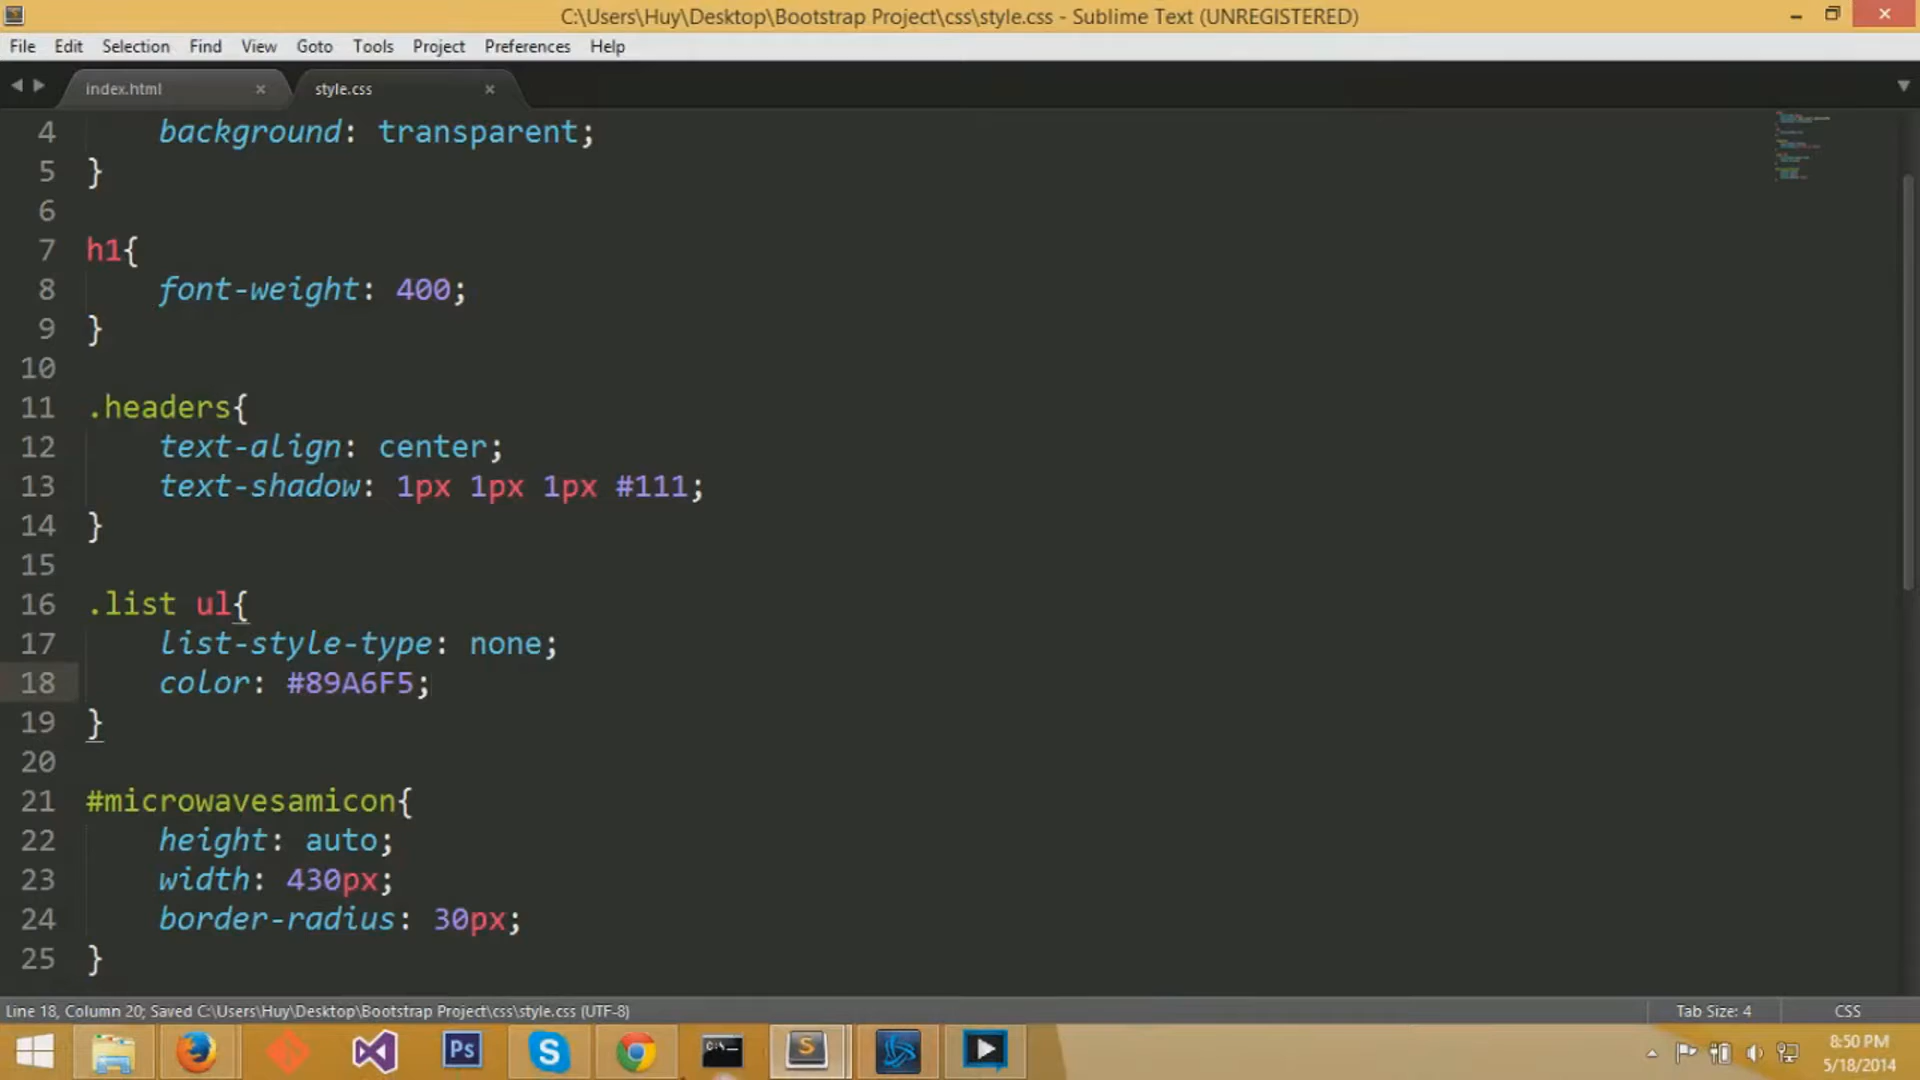 C:\Users\Huy\Desktop\Bootstrap Project\css\style.css - Sublime Text (UNREGISTERED)
File Edit Selection Find View Goto Tools Project Preferences Help
index.html × style.css ×
4 background: transparent;
5 }
6
7 h1{
8 font-weight: 400;
9 }
10
11 .headers{
12 text-align: center;
13 text-shadow: 1px 1px 1px #111;
14 }
15
16 .list ul{
17 list-style-type: none;
18 color: #89A6F5;
19 }
20
21 #microwavesamicon{
22 height: auto;
23 width: 430px;
24 border-radius: 30px;
25 }
Line 18, Column 20; Saved C:\Users\Huy\Desktop\Bootstrap Project\css\style.css (UTF-8) Tab Size: 4 CSS
Ps
8:50 PM
5/18/2014